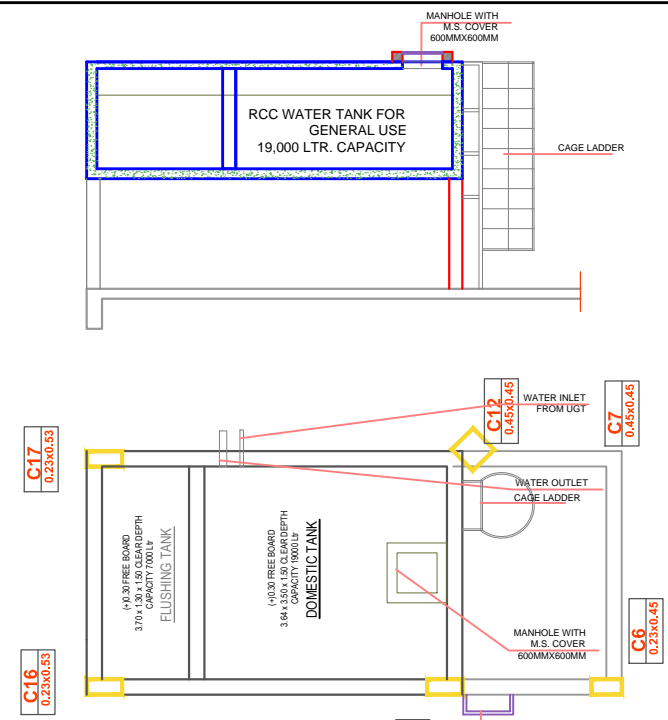 MANHOLE WITH
M.S. COVER
600MMX600MM
RCC WATER TANK FOR
GENERAL USE
19,000 LTR. CAPACITY
CAGE LADDER
C17
0.23x0.53
C12
0.45x0.45
WATER INLET
FROM UGT
C7
0.45x0.45
WATER OUTLET
CAGE LADDER
(+)0.30 FREE BOARD
3.70 x 1.30 x 1.50 CLEAR DEPTH
CAPACITY 7000 Ltr
FLUSHING TANK
(+)0.30 FREE BOARD
3.64 x 3.50 x 1.50 CLEAR DEPTH
CAPACITY 19000 Ltr
DOMESTIC TANK
MANHOLE WITH
M.S. COVER
600MMX600MM
C6
0.23x0.45
C16
0.23x0.53